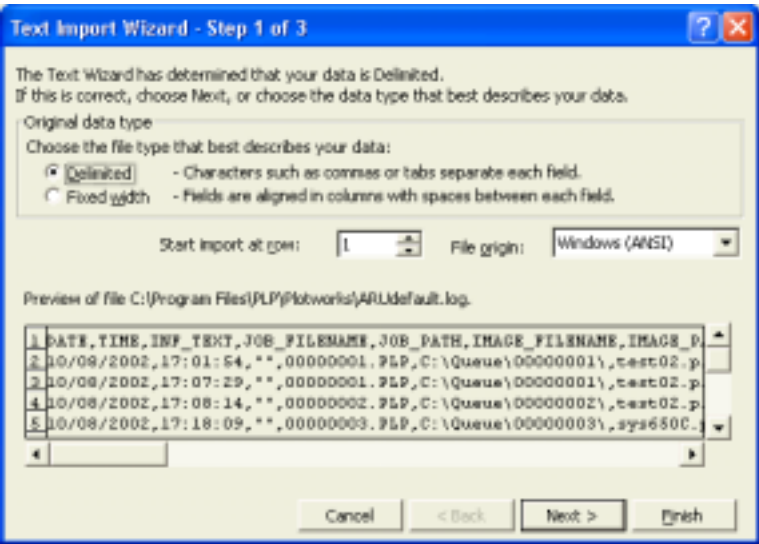 Text Import Wizard - Step 1 of 3
The Text Wizard has determined that your data is Delimited.
If this is correct, choose Next, or choose the data type that best describes your data.
Original data type
Choose the file type that best describes your data:
Delimited - Characters such as commas or tabs separate each field.
Fixed width - Fields are aligned in columns with spaces between each field.
Start import at row: 1 File origin: Windows (ANSI)
Preview of file C:\Program Files\PLP\Plotworks\ARUdefault.log.
1 DATE,TIME,INF_TEXT,JOB_FILENAME,JOB_PATH,IMAGE_FILENAME,IMAGE_P
2 10/08/2002,17:01:54,"",00000001.PLP,C:\Queue\00000001\,test02.p
3 10/08/2002,17:07:29,"",00000001.PLP,C:\Queue\00000001\,test02.p
4 10/08/2002,17:08:14,"",00000002.PLP,C:\Queue\00000002\,test02.p
5 10/08/2002,17:18:09,"",00000003.PLP,C:\Queue\00000003\,sys650C.
Cancel < Back Next > Finish